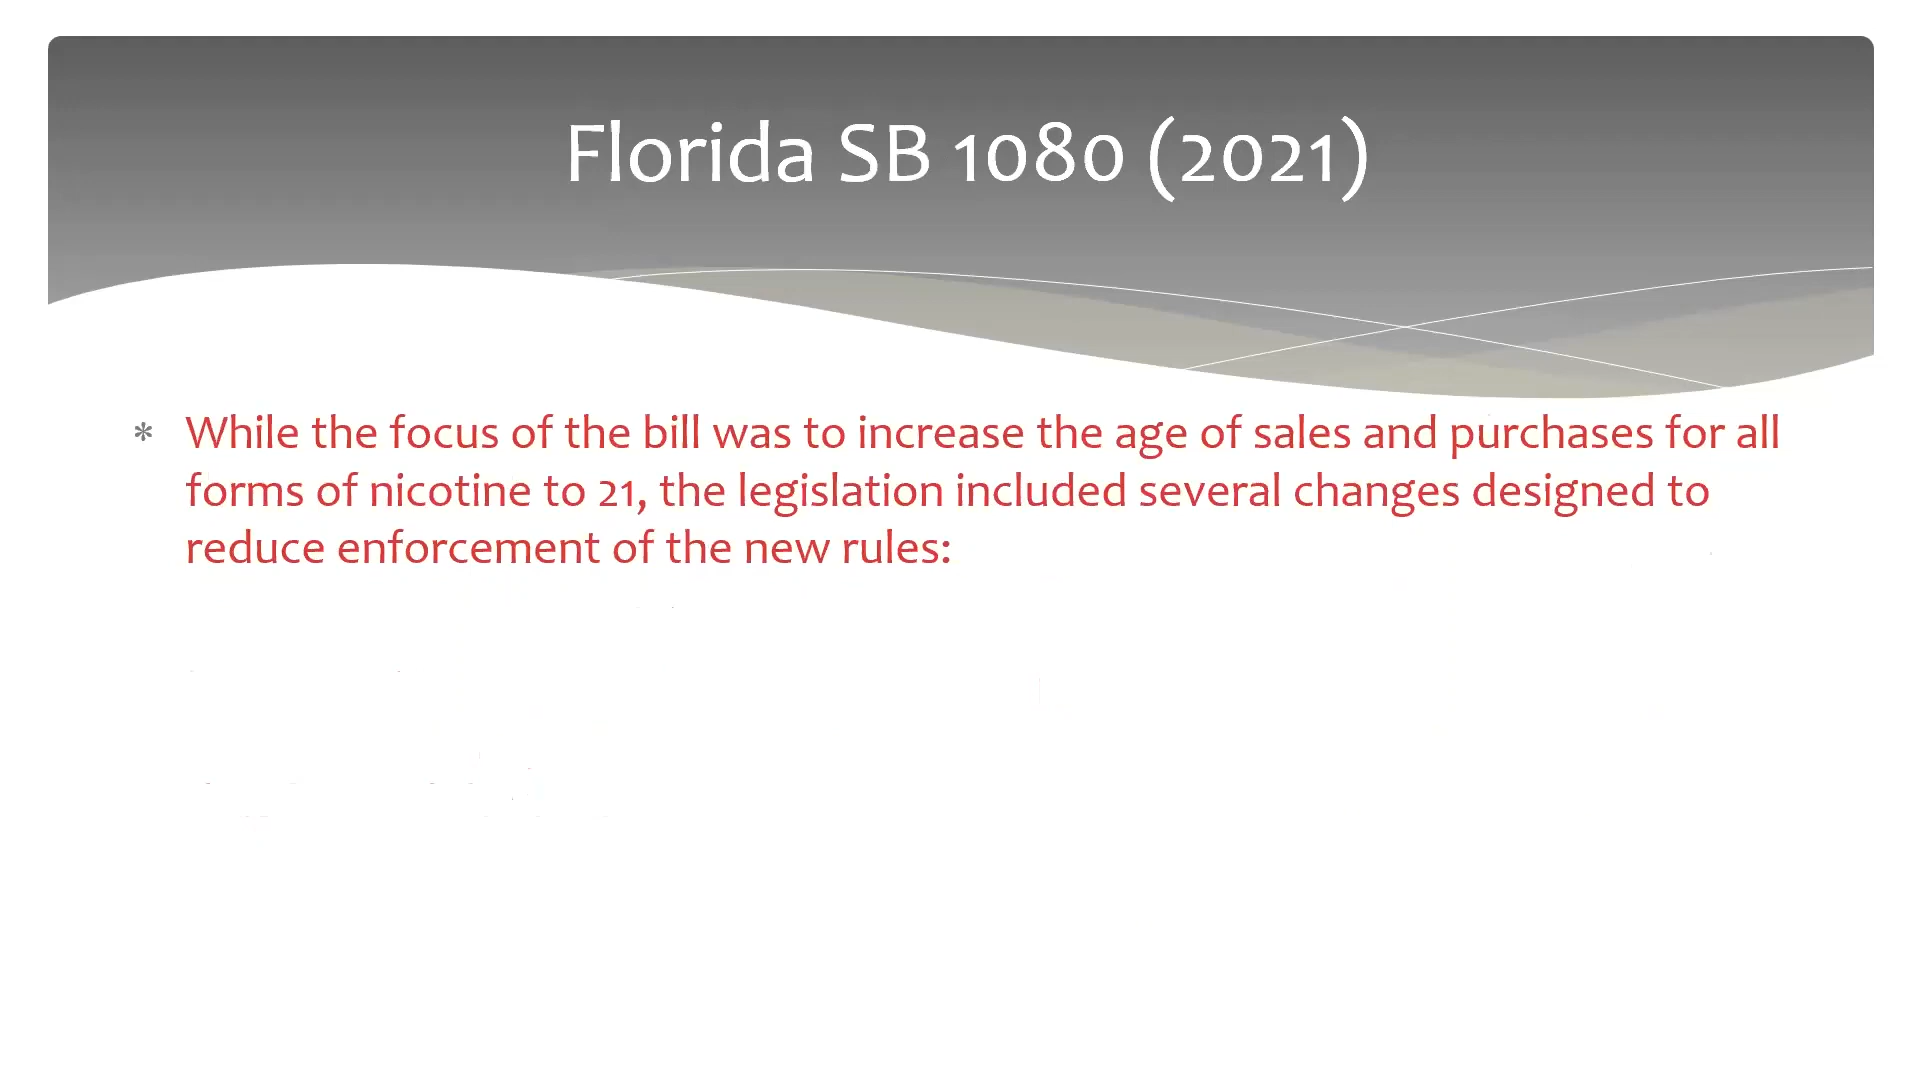 Florida SB 1080 (2021)
* While the focus of the bill was to increase the age of sales and purchases for all
forms of nicotine to 21, the legislation included several changes designed to
reduce enforcement of the new rules: